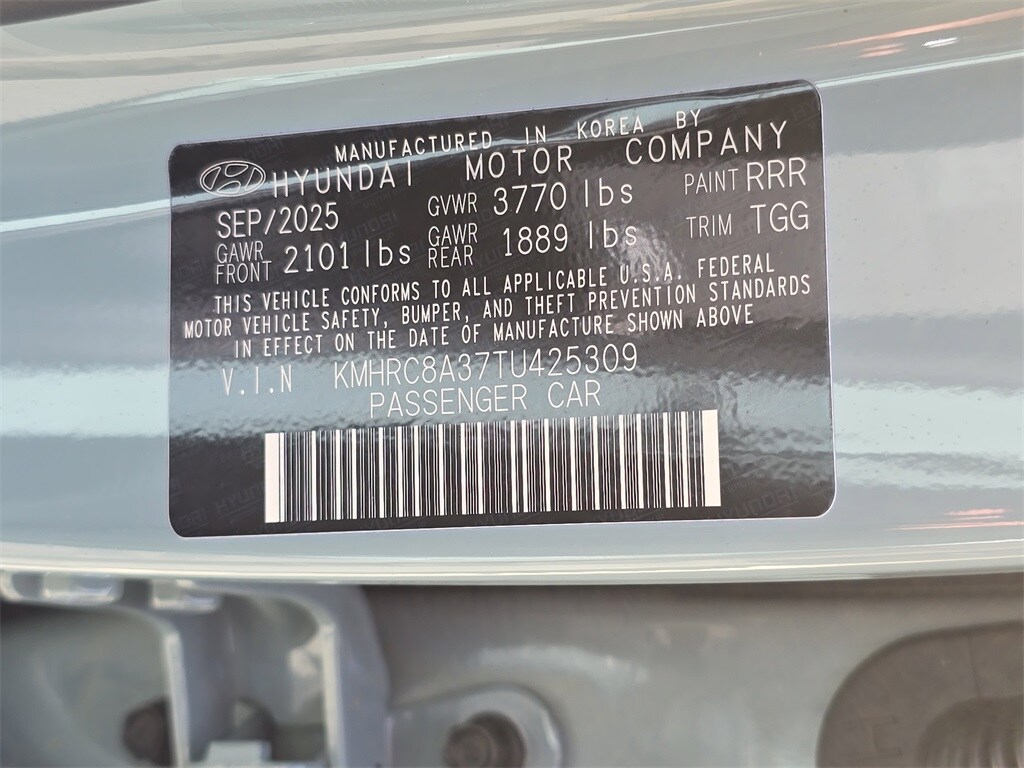 MANUFACTURED IN KOREA BY
HYUNDAI MOTOR COMPANY
SEP/2025 GVWR 3770 lbs PAINT RRR
GAWR FRONT 2101 lbs GAWR REAR 1889 lbs TRIM TGG
THIS VEHICLE CONFORMS TO ALL APPLICABLE U.S.A. FEDERAL
MOTOR VEHICLE SAFETY, BUMPER, AND THEFT PREVENTION STANDARDS
IN EFFECT ON THE DATE OF MANUFACTURE SHOWN ABOVE
V.I.N KMHRC8A37TU425309
PASSENGER CAR